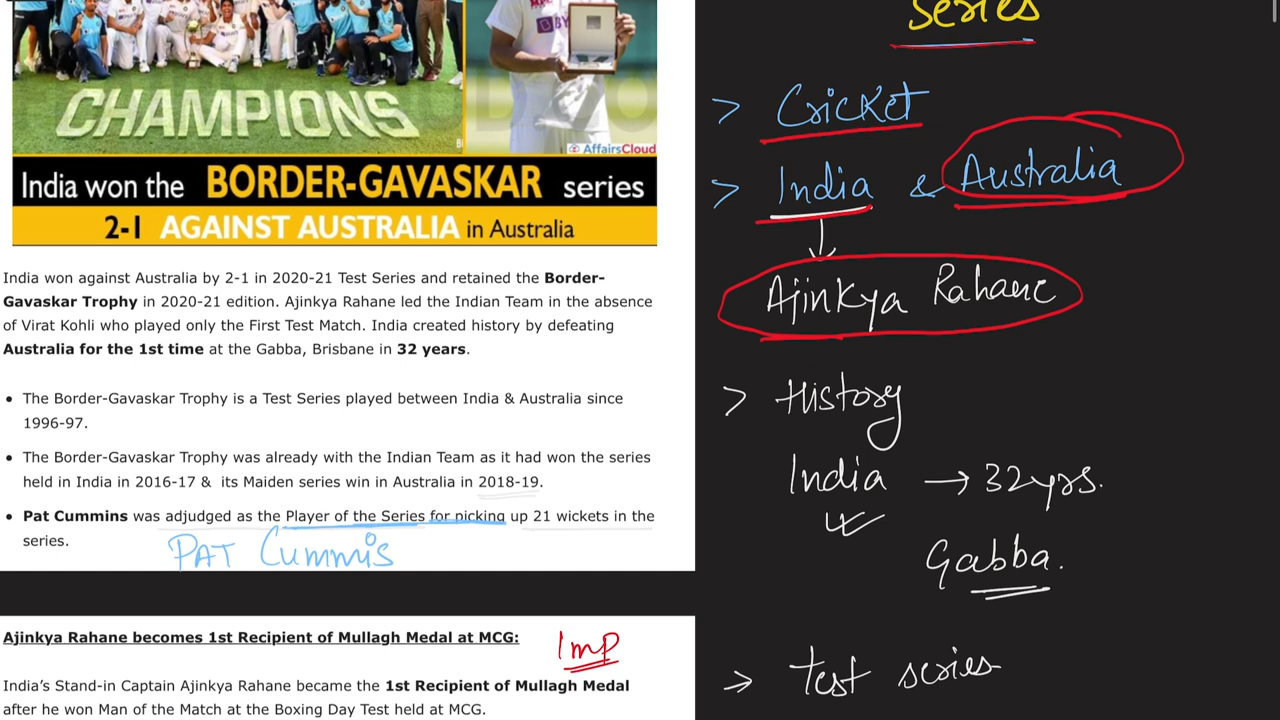 CHAMPIONS
AffairsCloud
India won the BORDER-GAVASKAR series
2-1 AGAINST AUSTRALIA in Australia
India won against Australia by 2-1 in 2020-21 Test Series and retained the Border-
Gavaskar Trophy in 2020-21 edition. Ajinkya Rahane led the Indian Team in the absence
of Virat Kohli who played only the First Test Match. India created history by defeating
Australia for the 1st time at the Gabba, Brisbane in 32 years.
• The Border-Gavaskar Trophy is a Test Series played between India & Australia since
1996-97.
• The Border-Gavaskar Trophy was already with the Indian Team as it had won the series
held in India in 2016-17 & its Maiden series win in Australia in 2018-19.
• Pat Cummins was adjudged as the Player of the Series for picking up 21 wickets in the
series.
PAT Cummis
Ajinkya Rahane becomes 1st Recipient of Mullagh Medal at MCG:
Imp
India’s Stand-in Captain Ajinkya Rahane became the 1st Recipient of Mullagh Medal
after he won Man of the Match at the Boxing Day Test held at MCG.
series
> Cricket
> India & Australia
Ajinkya Rahane
> History
India → 32yrs.
Gabba.
→ test series